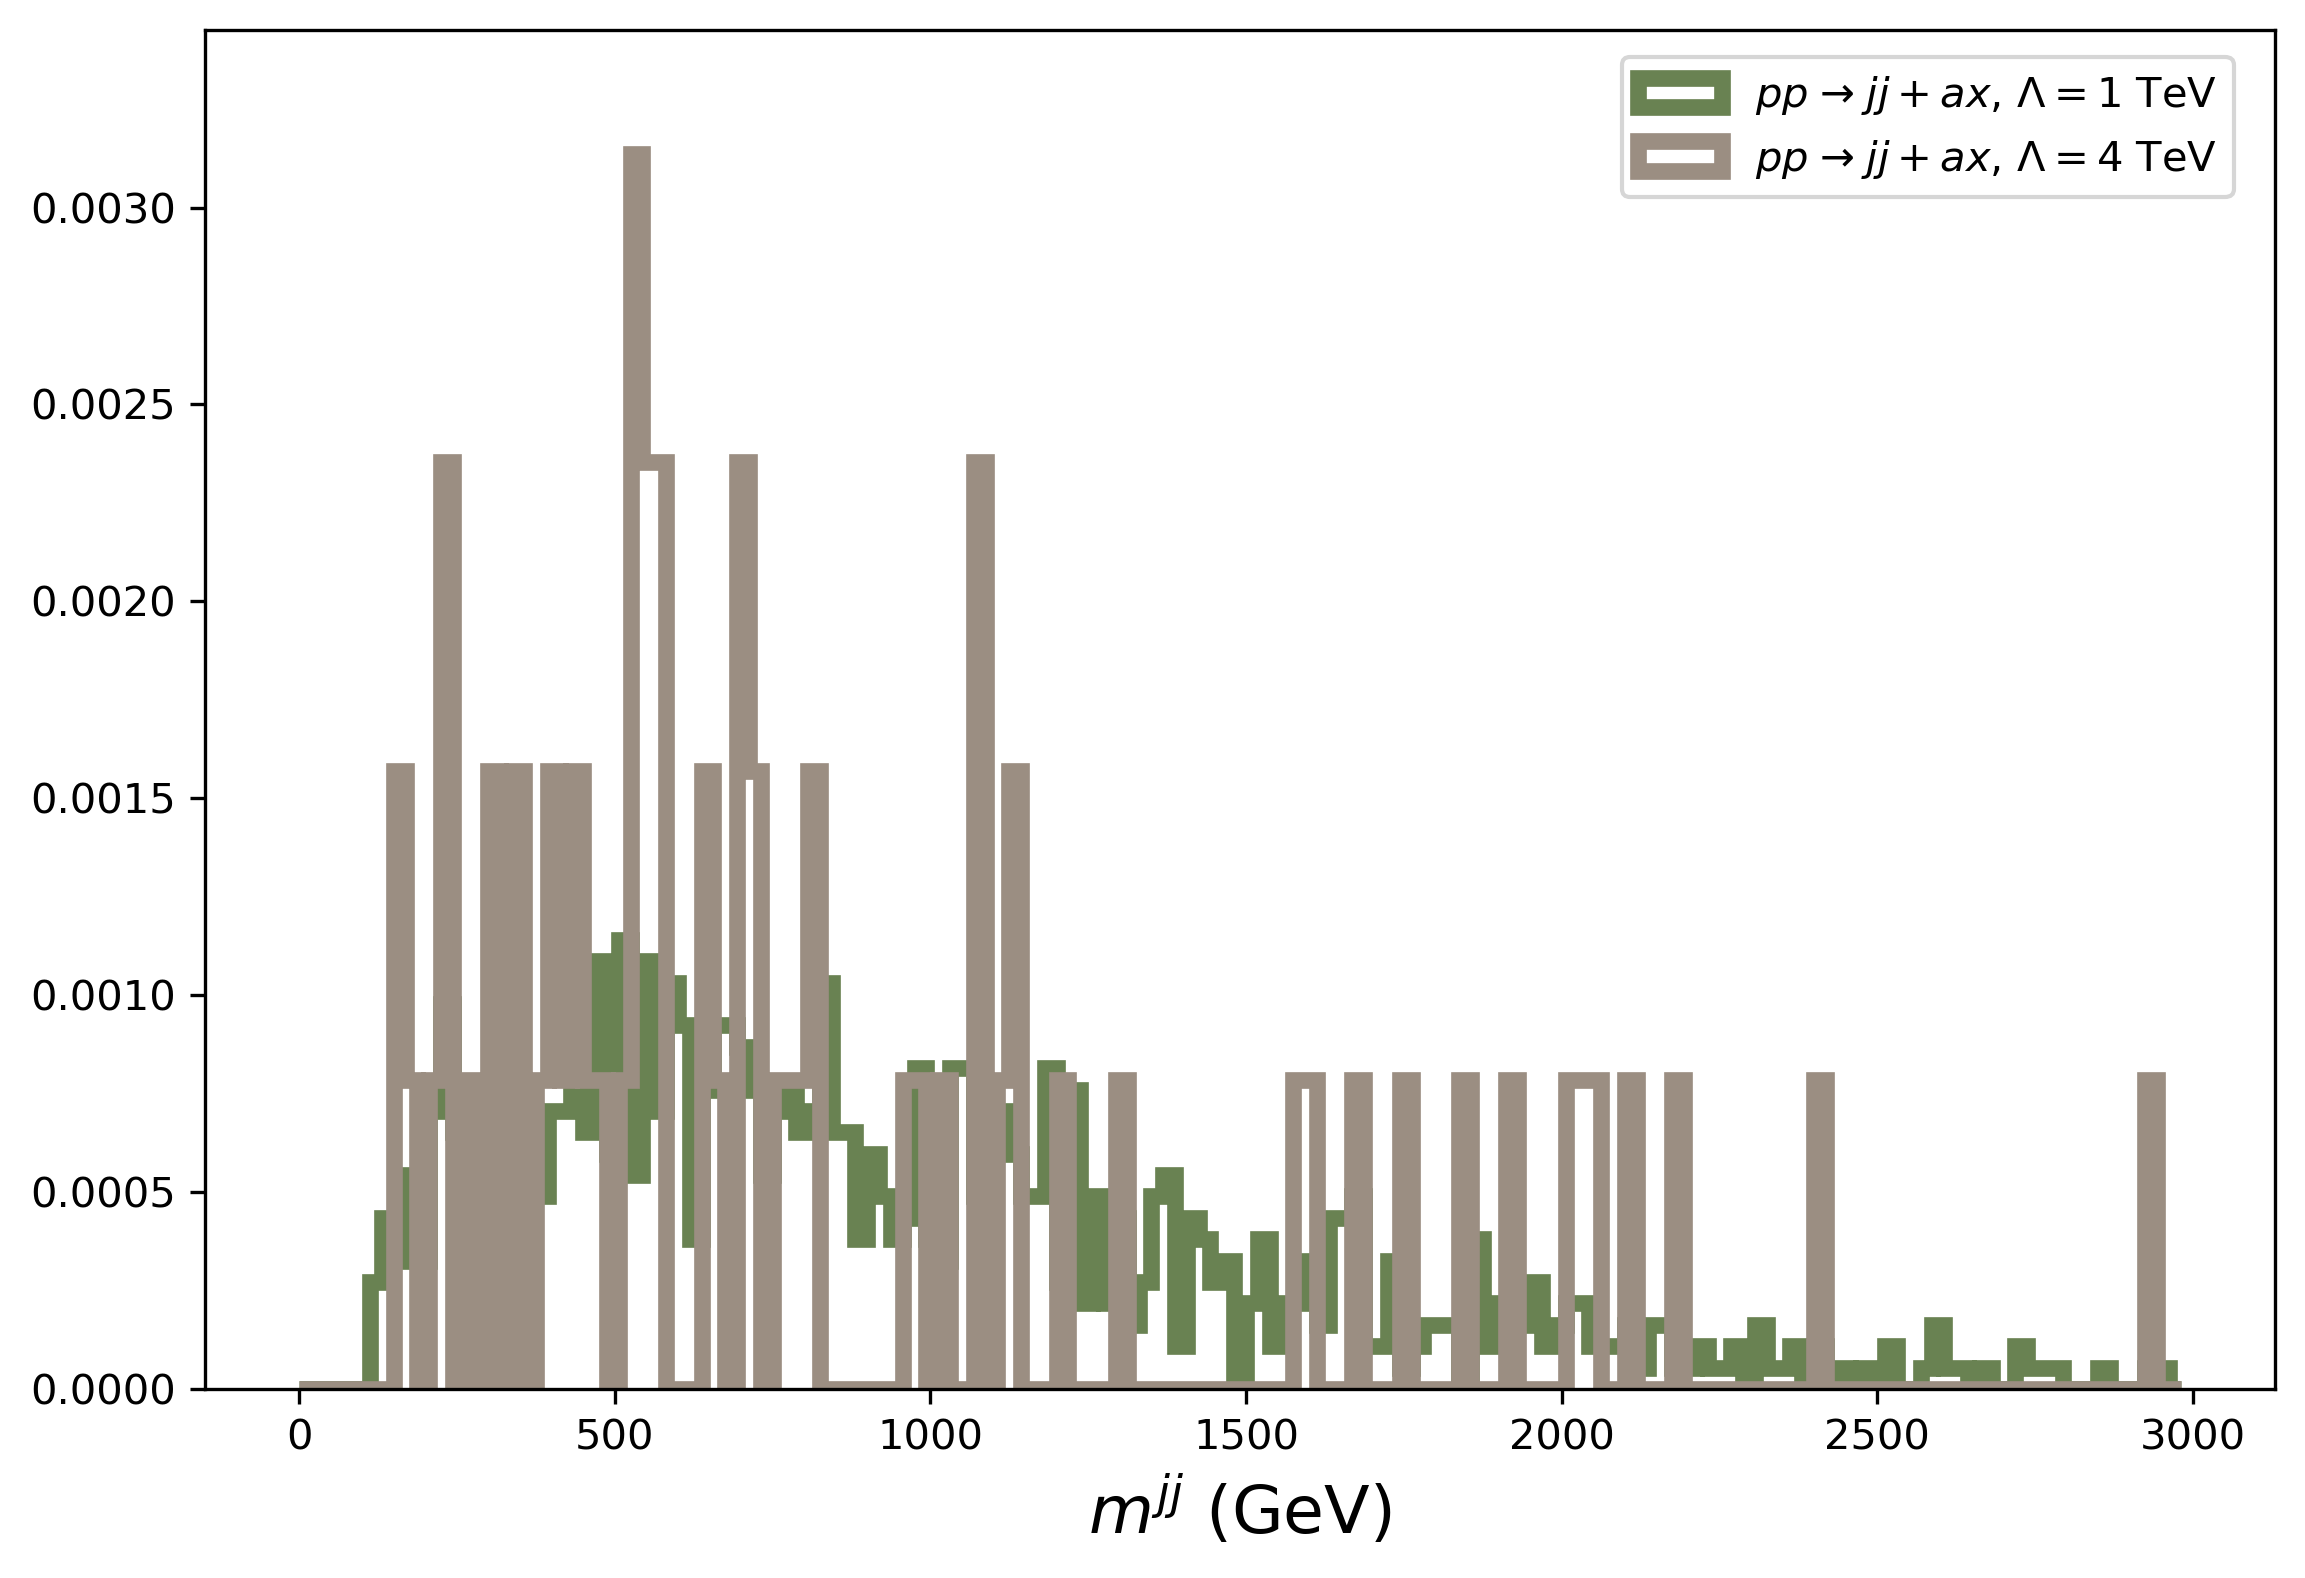 pp → jj + ax, Λ = 1 TeV
pp → jj + ax, Λ = 4 TeV
0.0030
0.0025
0.0020
0.0015
0.0010
0.0005
0.0000
0 500 1000 1500 2000 2500 3000
m^{jj} (GeV)